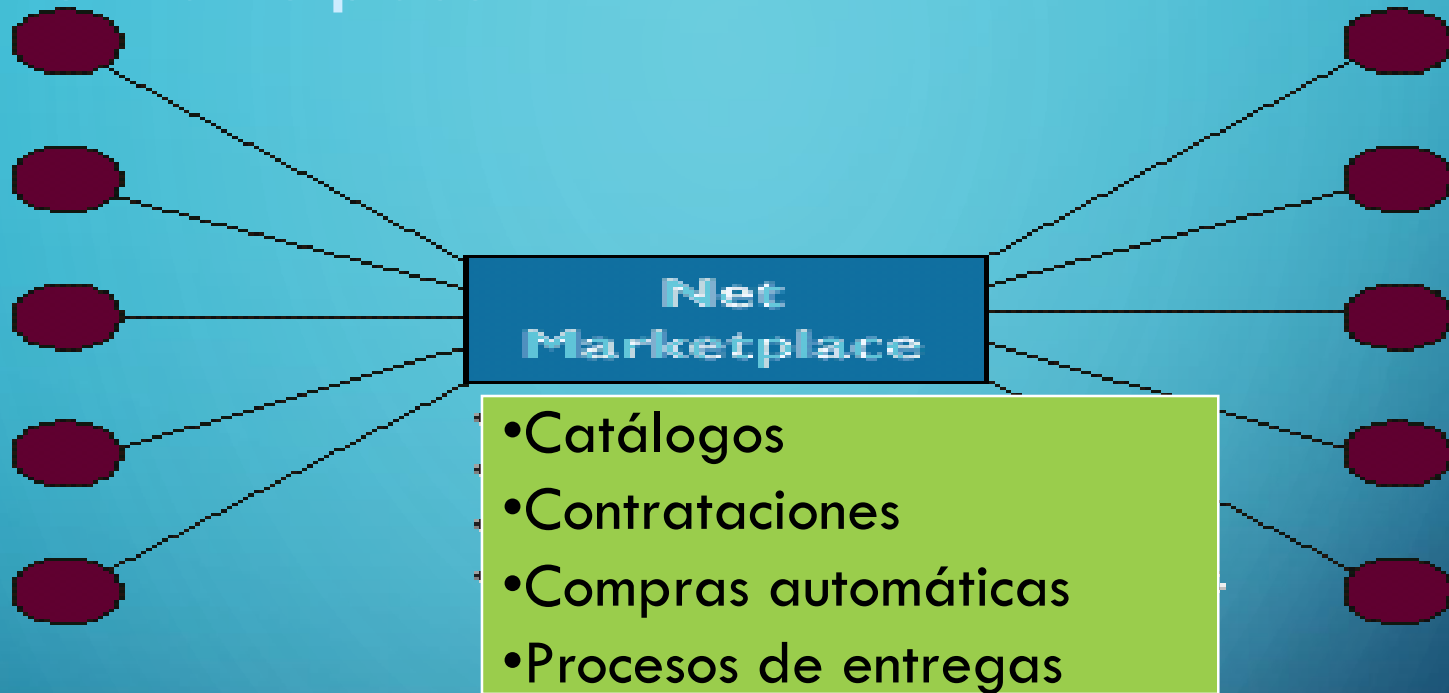 Net
Marketplace
•Catálogos
•Contrataciones
•Compras automáticas
•Procesos de entregas